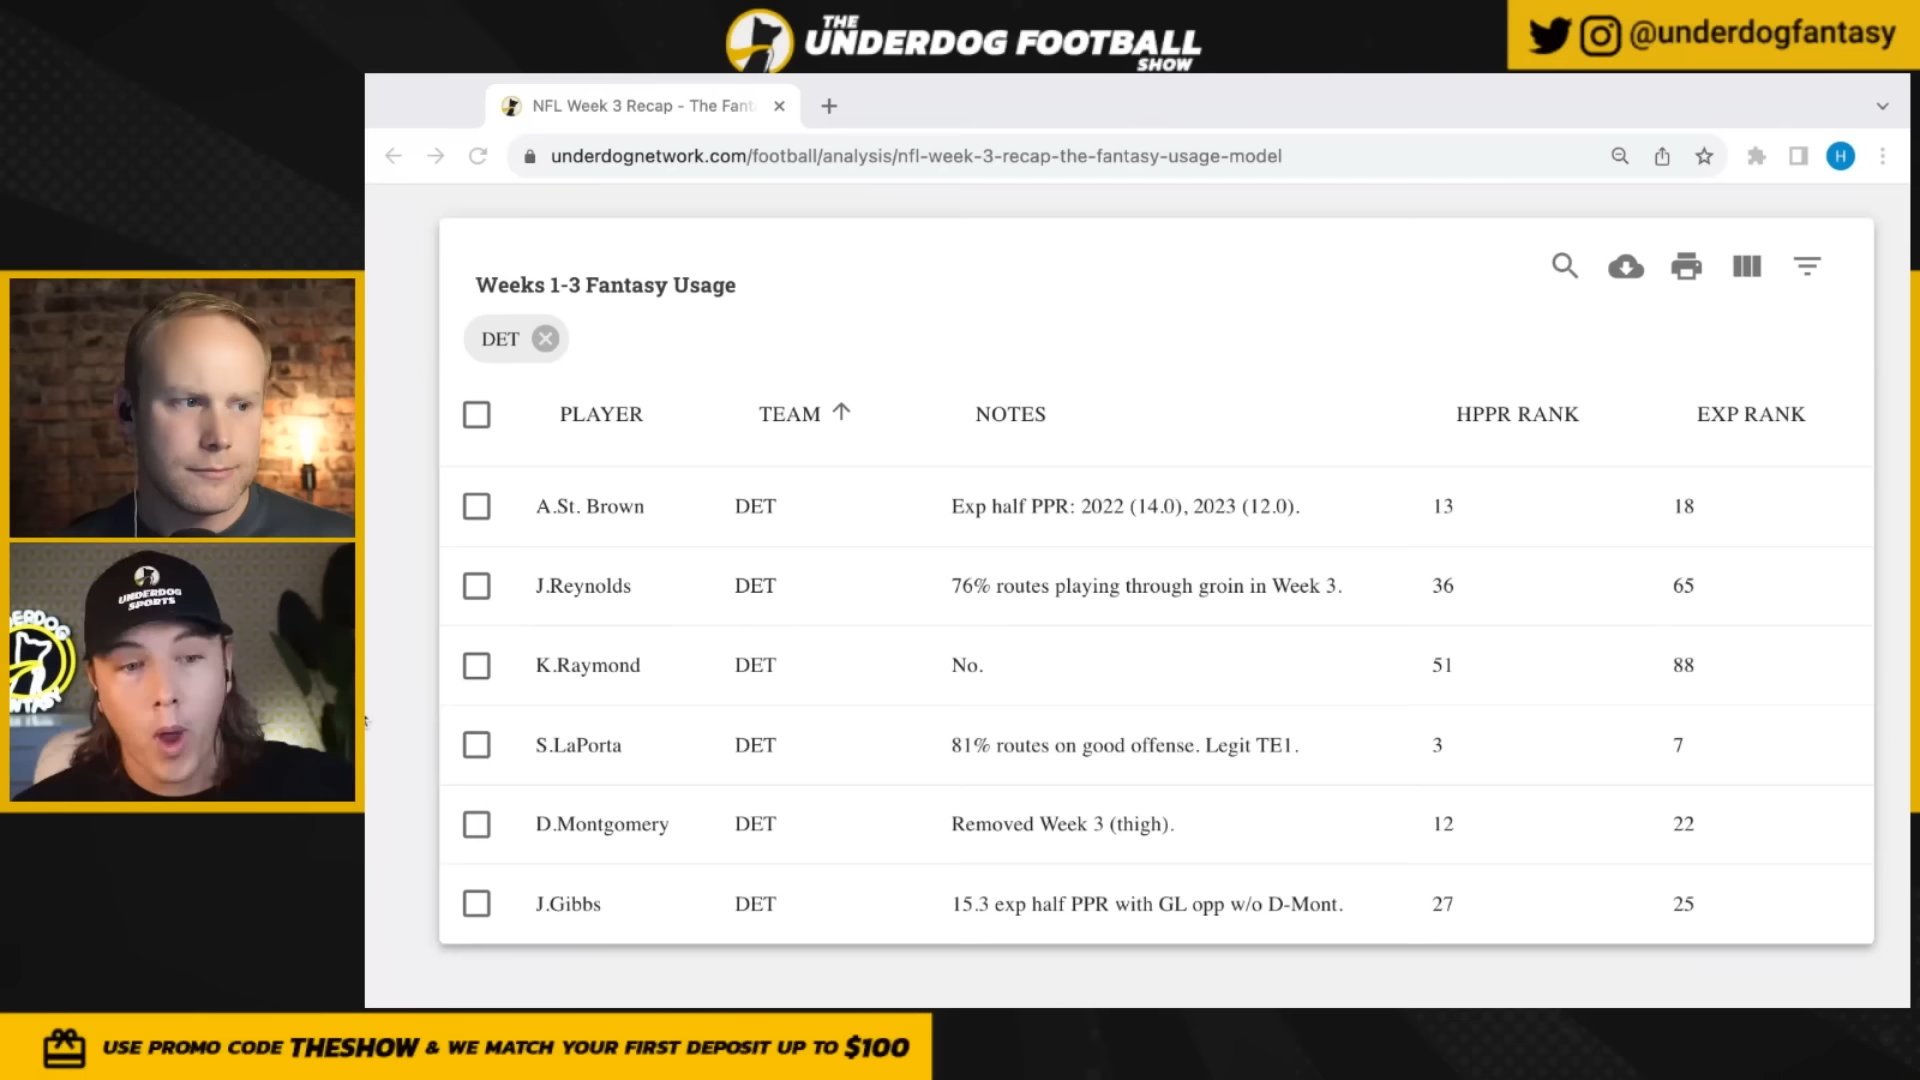 THE
UNDERDOG FOOTBALL
SHOW
@underdogfantasy
NFL Week 3 Recap - The Fant
underdognetwork.com/football/analysis/nfl-week-3-recap-the-fantasy-usage-model
H
Weeks 1-3 Fantasy Usage
DET
PLAYER TEAM NOTES HPPR RANK EXP RANK
A.St. Brown DET Exp half PPR: 2022 (14.0), 2023 (12.0). 13 18
J.Reynolds DET 76% routes playing through groin in Week 3. 36 65
K.Raymond DET No. 51 88
S.LaPorta DET 81% routes on good offense. Legit TE1. 3 7
D.Montgomery DET Removed Week 3 (thigh). 12 22
J.Gibbs DET 15.3 exp half PPR with GL opp w/o D-Mont. 27 25
UNDERDOG
SPORTS
ERDOG
NTAS
USE PROMO CODE THESHOW & WE MATCH YOUR FIRST DEPOSIT UP TO $100